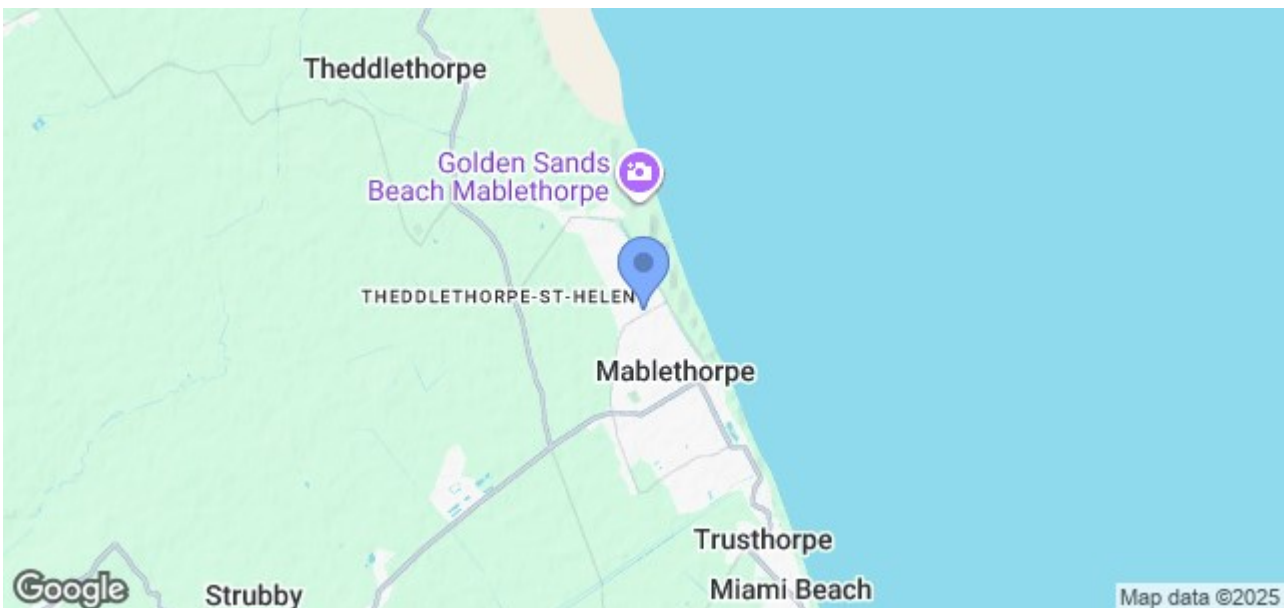 Theddlethorpe
Golden Sands
Beach Mablethorpe
THEDDLETHORPE-ST-HELEN
Mablethorpe
Trusthorpe
Miami Beach
Strubby
Google
Map data ©2025